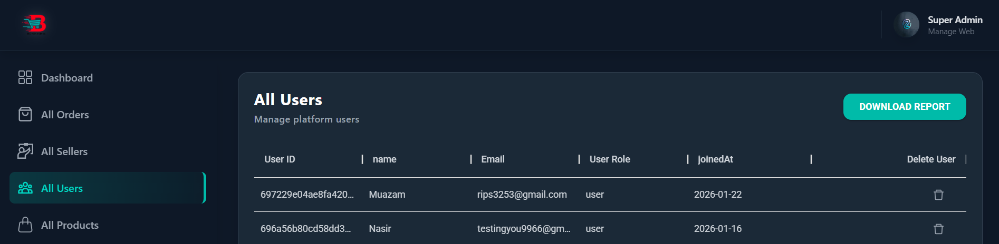 Super Admin
Manage Web
Dashboard
All Orders
All Sellers
All Users
All Products
All Users
Manage platform users
DOWNLOAD REPORT
User ID name Email User Role joinedAt Delete User
697229e04ae8fa420... Muazam rips3253@gmail.com user 2026-01-22
696a56b80cd58dd3... Nasir testingyou9966@gm... user 2026-01-16